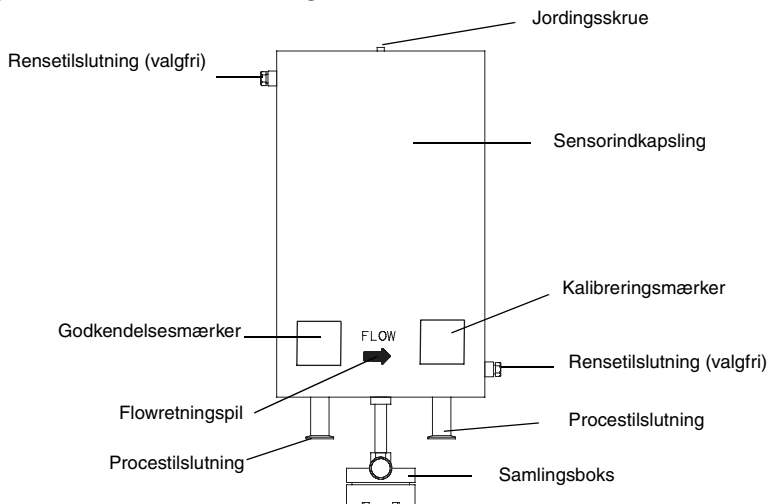 Jordingsskrue
Rensetilslutning (valgfri)
Sensorindkapsling
Kalibreringsmærker
Godkendelsesmærker
FLOW
Rensetilslutning (valgfri)
Flowretningspil
Procestilslutning
Procestilslutning
Samlingsboks